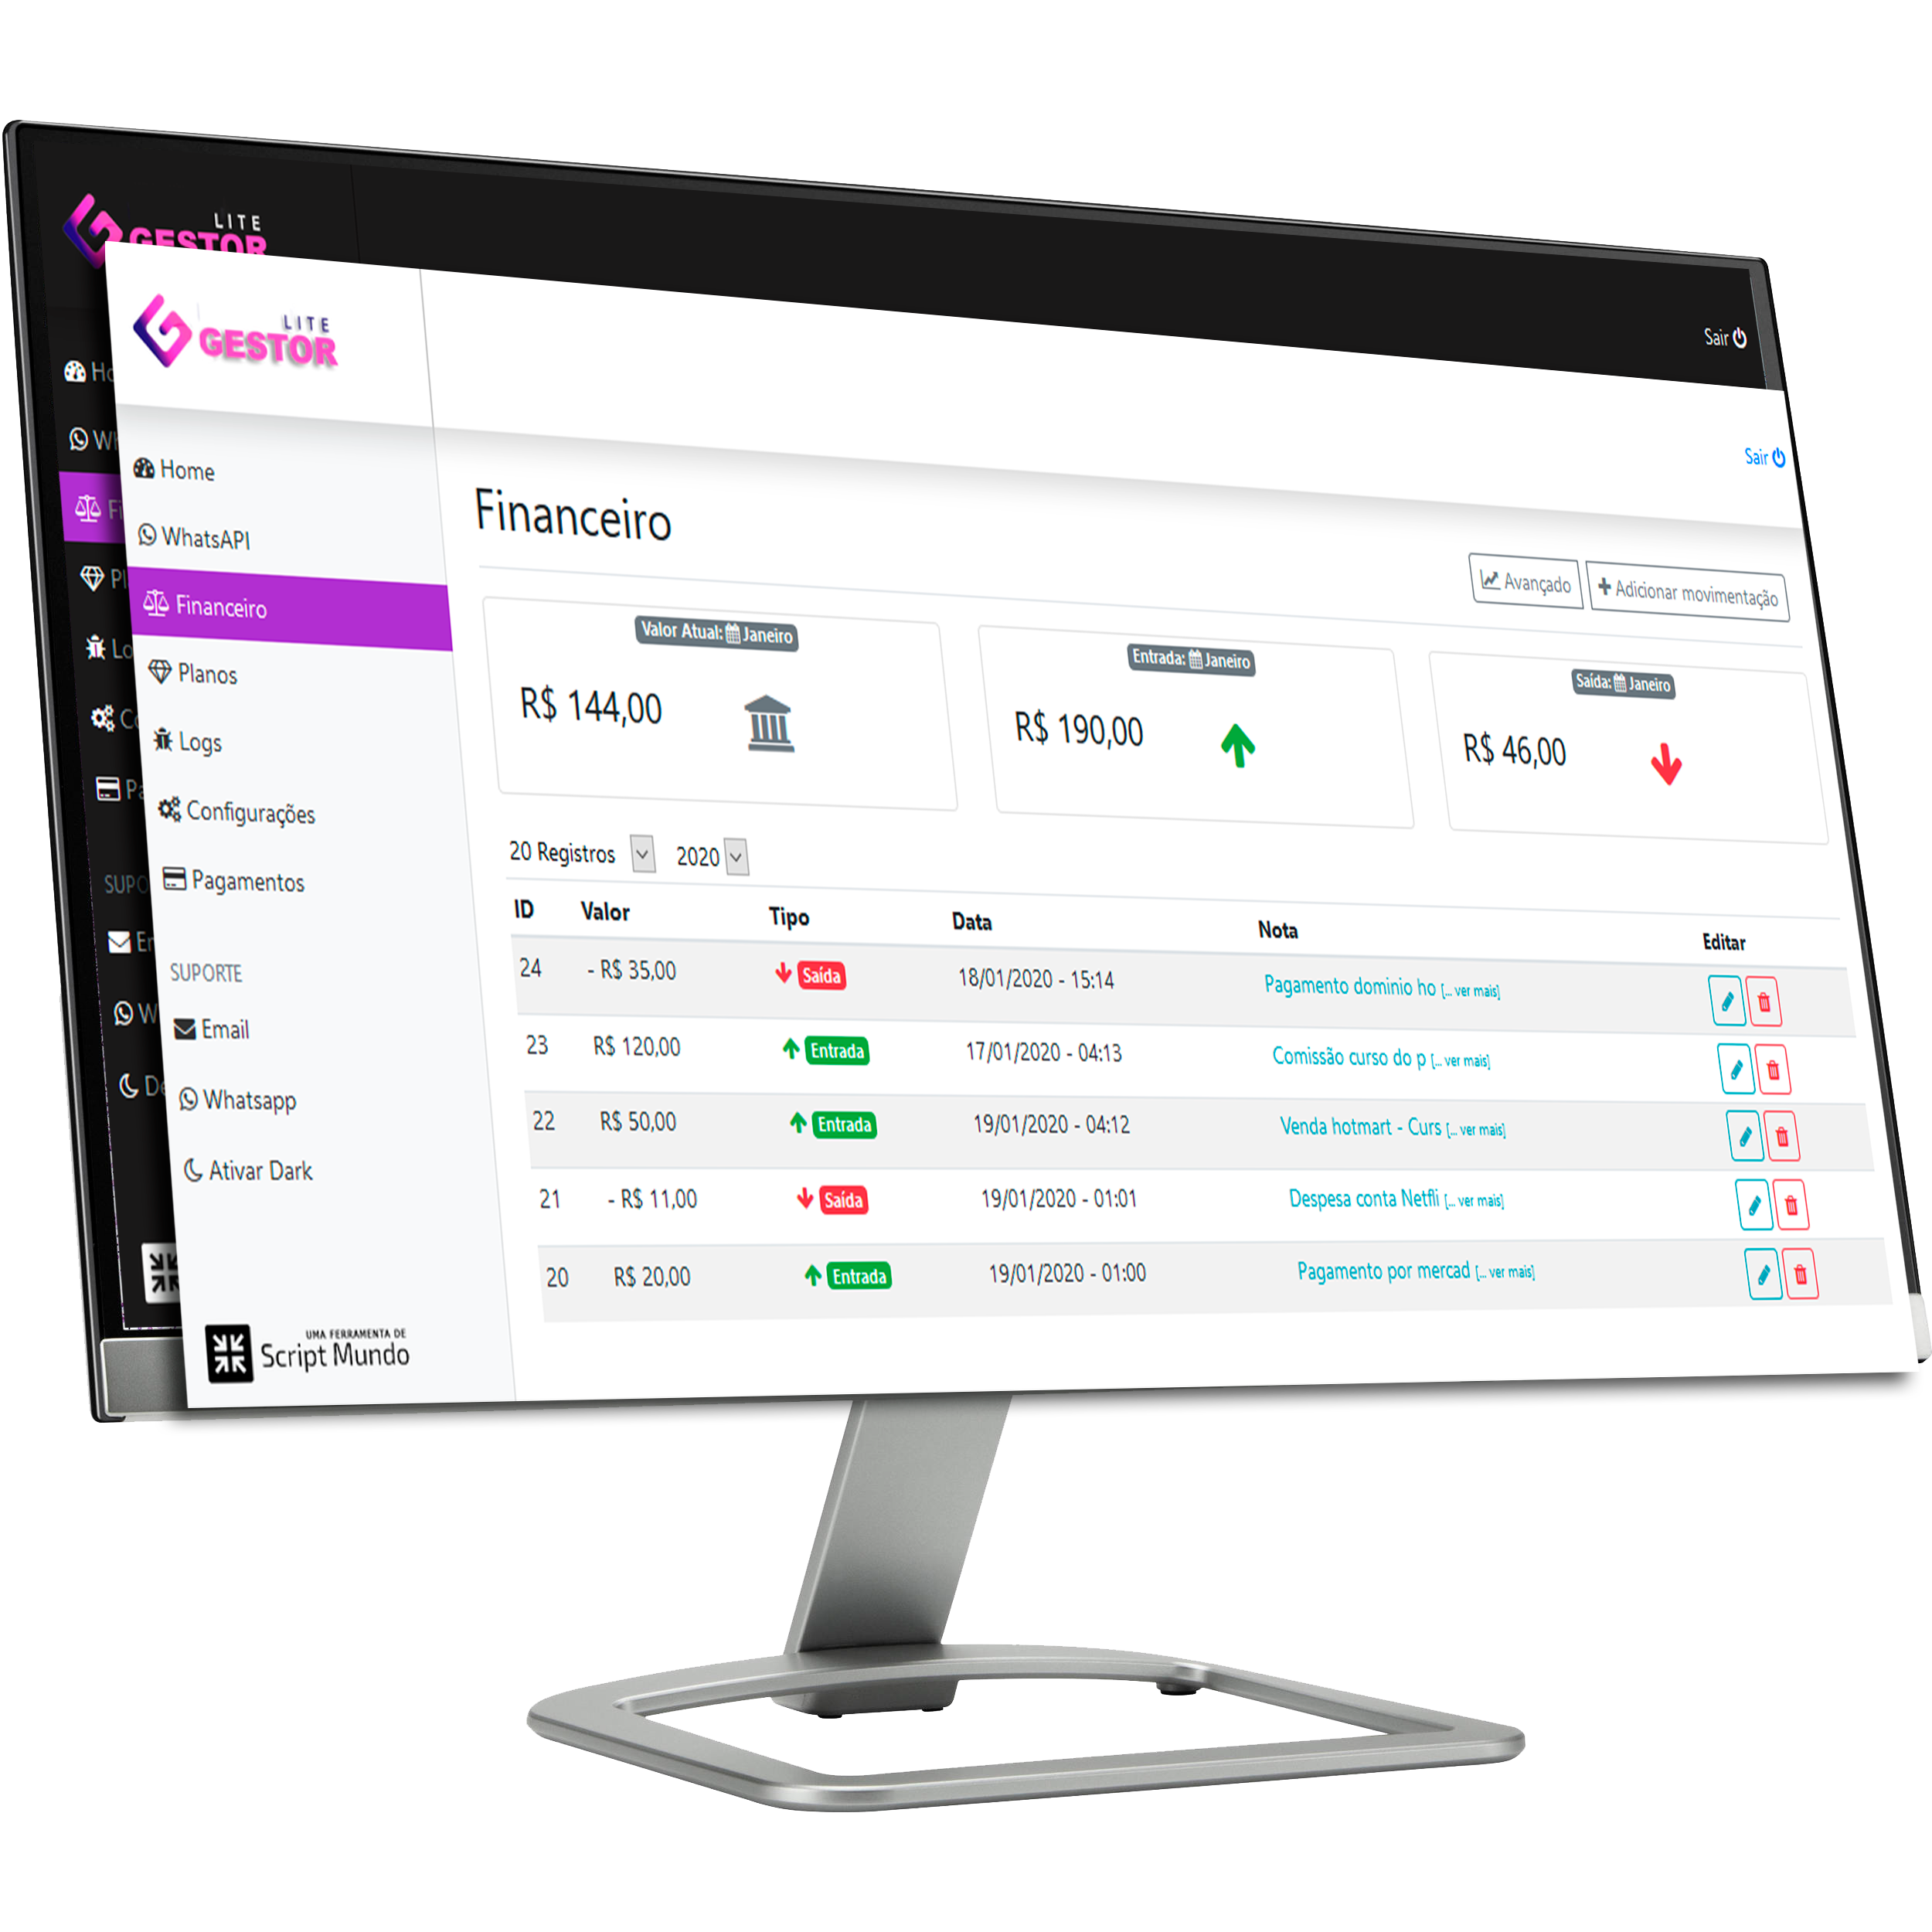 LITE
GESTOR
Sair
LITE
GESTOR
Sair
Home
WhatsAPI
Financeiro
Planos
Logs
Configurações
Pagamentos
SUPORTE
Email
Whatsapp
Ativar Dark
UMA FERRAMENTA DE
Script Mundo
Financeiro
Avançado
Adicionar movimentação
Valor Atual: Janeiro
R$ 144,00
Entrada: Janeiro
R$ 190,00
Saída: Janeiro
R$ 46,00
20 Registros 2020
ID Valor Tipo Data Nota Editar
24 - R$ 35,00 Saída 18/01/2020 - 15:14 Pagamento dominio ho [... ver mais]
23 R$ 120,00 Entrada 17/01/2020 - 04:13 Comissão curso do p [... ver mais]
22 R$ 50,00 Entrada 19/01/2020 - 04:12 Venda hotmart - Curs [... ver mais]
21 - R$ 11,00 Saída 19/01/2020 - 01:01 Despesa conta Netfli [... ver mais]
20 R$ 20,00 Entrada 19/01/2020 - 01:00 Pagamento por mercad [... ver mais]